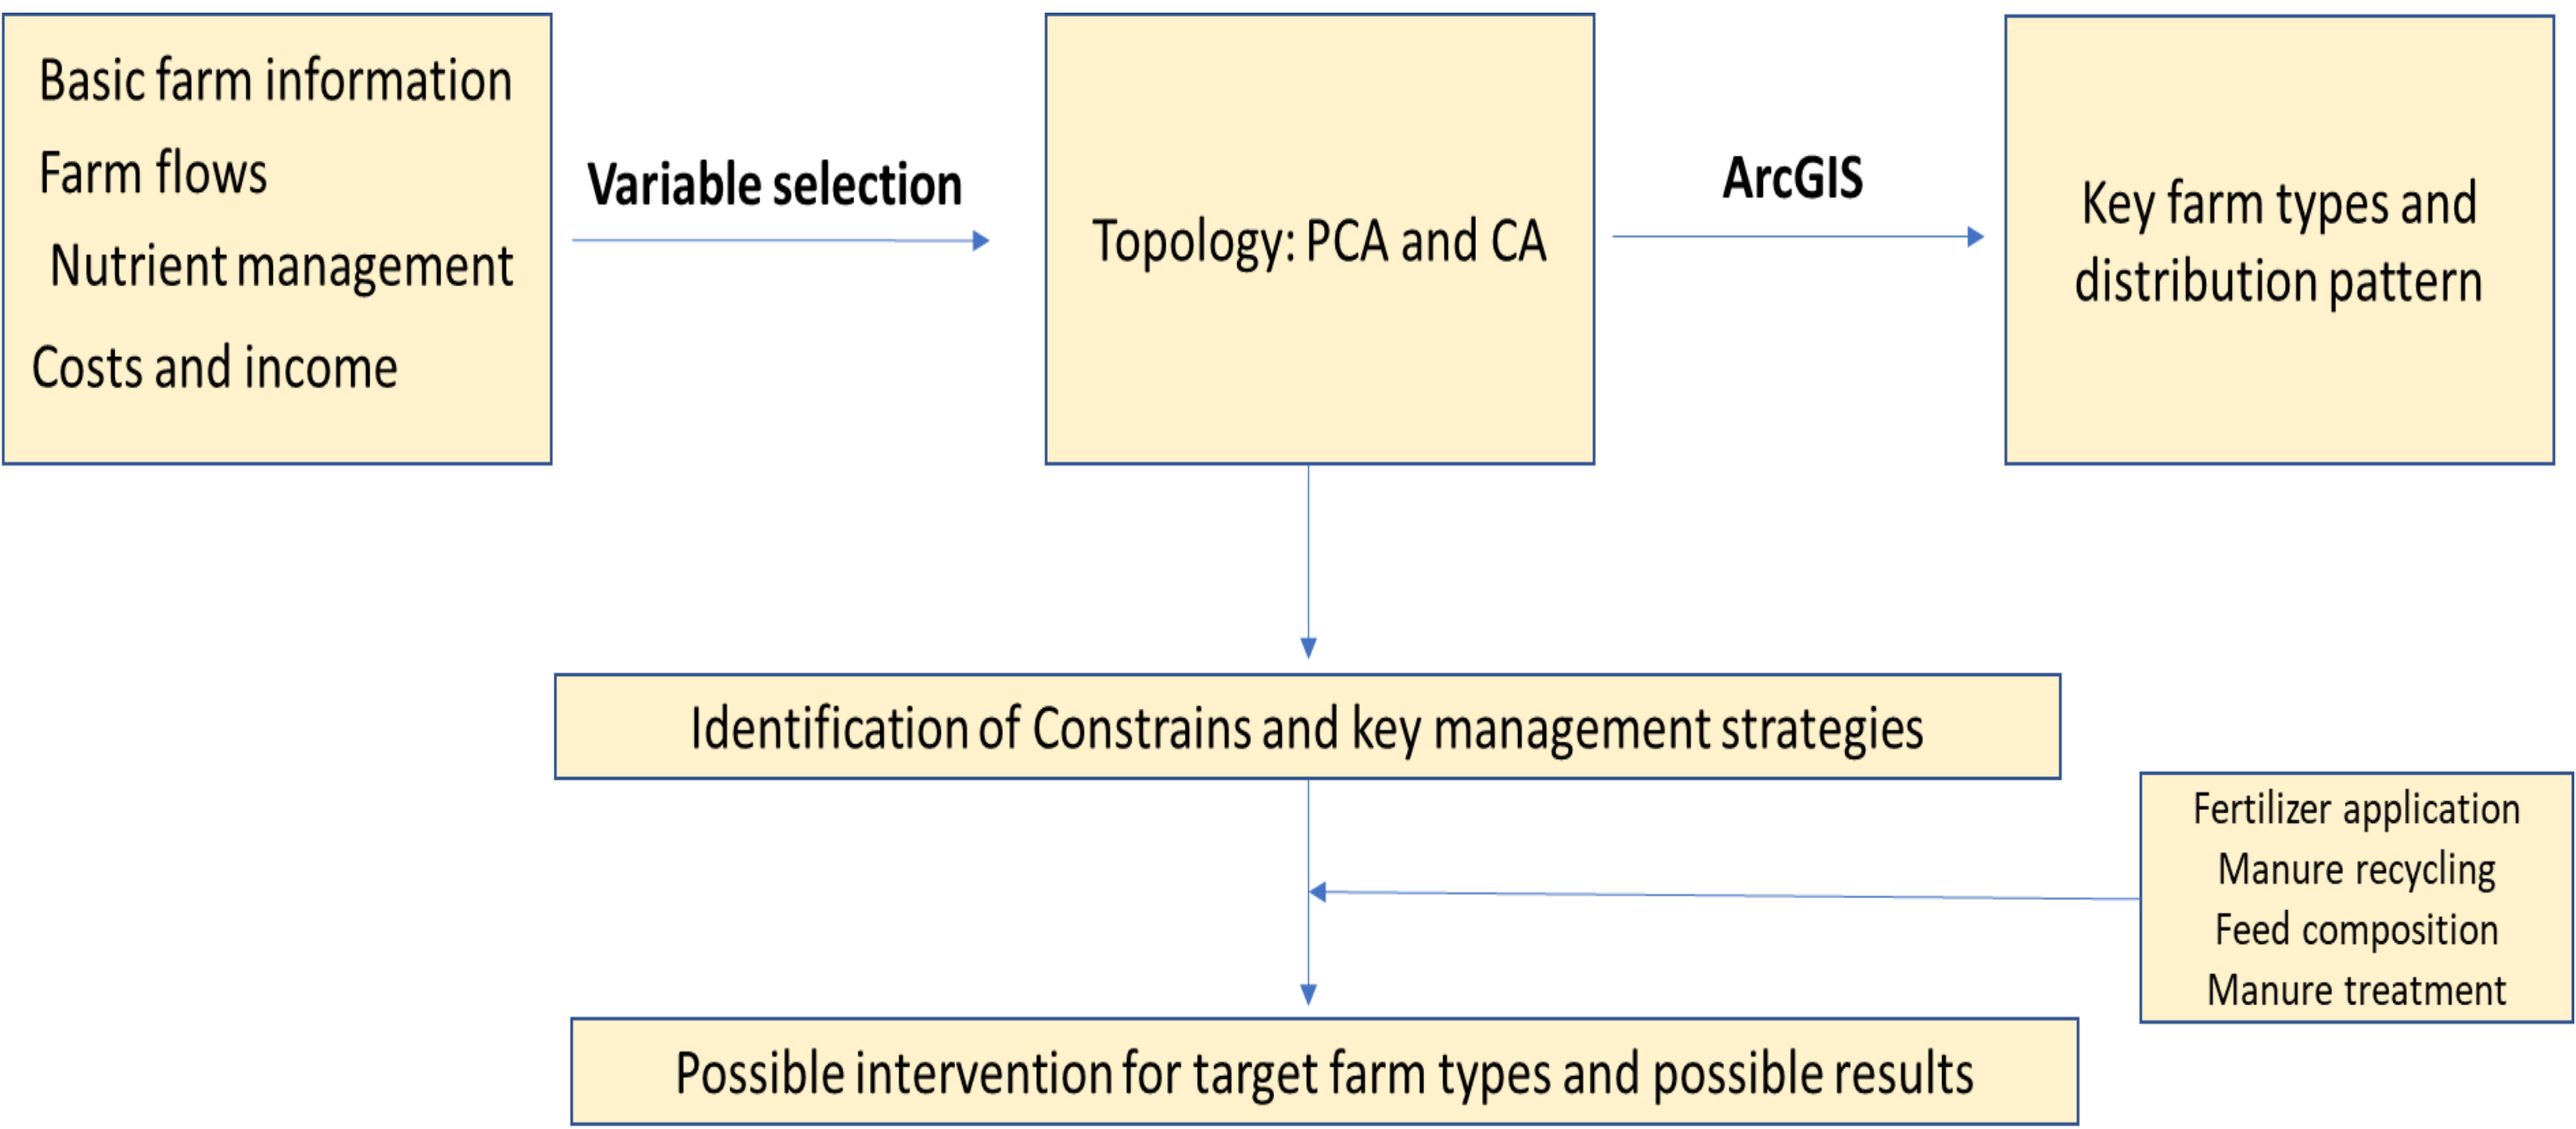 Basic farm information
Farm flows
Nutrient management
Costs and income
Variable selection
Topology: PCA and CA
ArcGIS
Key farm types and
distribution pattern
Identification of Constrains and key management strategies
Fertilizer application
Manure recycling
Feed composition
Manure treatment
Possible intervention for target farm types and possible results